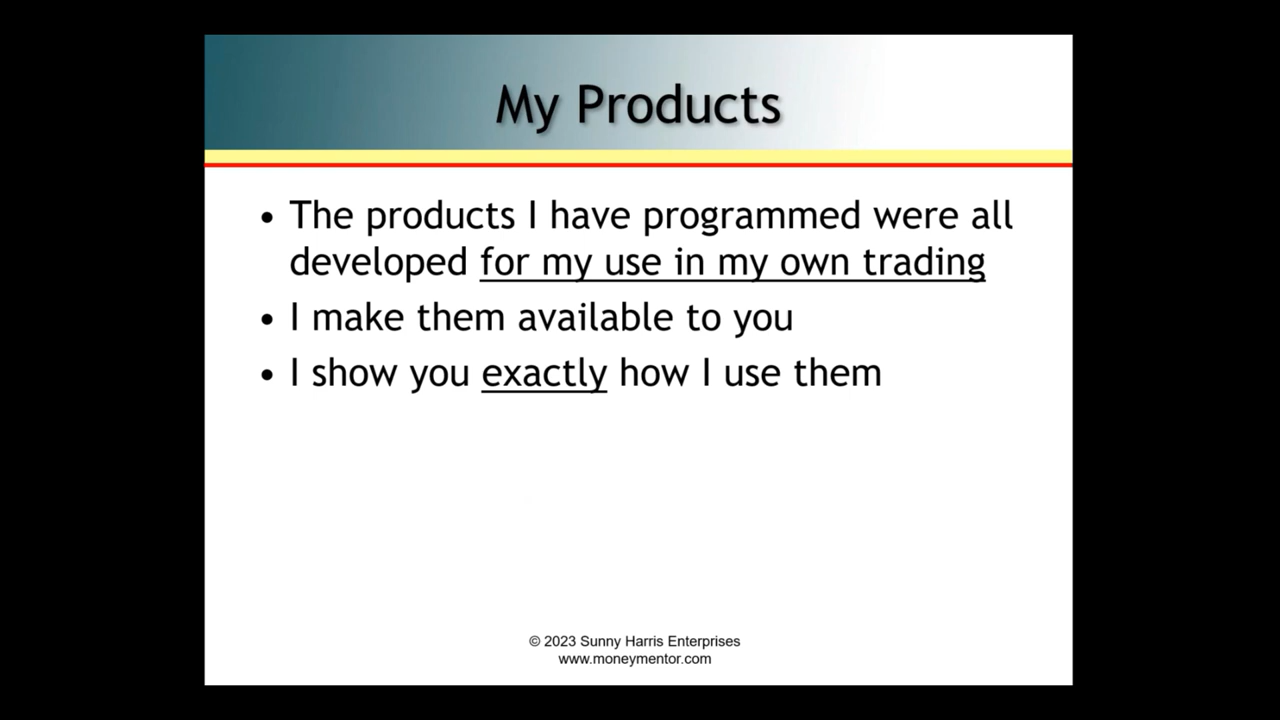 My Products
• The products I have programmed were all
developed for my use in my own trading
• I make them available to you
• I show you exactly how I use them
© 2023 Sunny Harris Enterprises
www.moneymentor.com